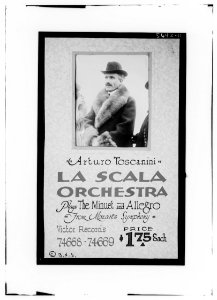 Arturo Toscanini
LA SCALA
ORCHESTRA
Plays The Minuet and Allegro
From Mozart's Symphony
Victor Records PRICE
74668 - 74669 $1.75 Each